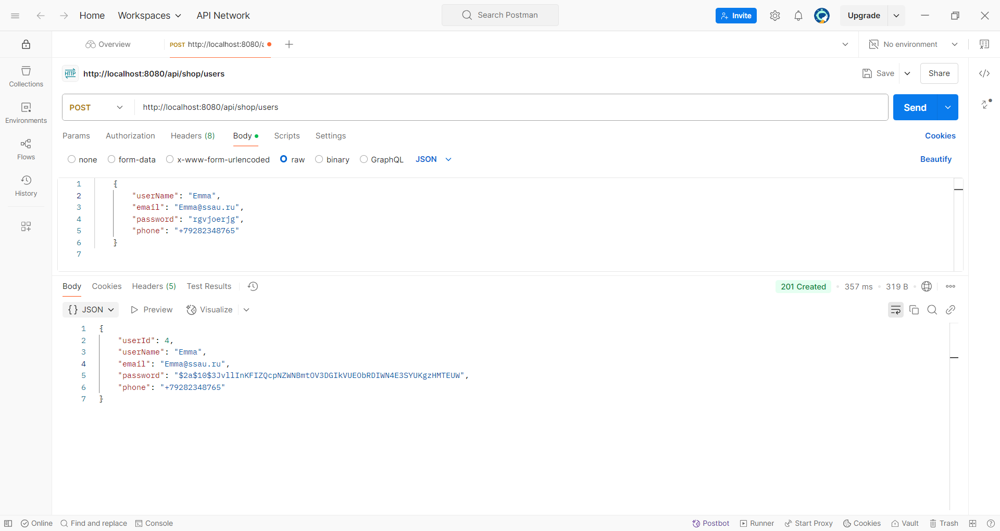 Home Workspaces API Network Search Postman Invite Upgrade
Overview POST http://localhost:8080/a No environment
HTTP http://localhost:8080/api/shop/users Save Share
POST http://localhost:8080/api/shop/users Send
Params Authorization Headers (8) Body Scripts Settings Cookies
none form-data x-www-form-urlencoded raw binary GraphQL JSON Beautify
Collections
Environments
Flows
History
1 {
2 "userName": "Emma",
3 "email": "Emma@ssau.ru",
4 "password": "rgvjoerjg",
5 "phone": "+79282348765"
6 }
7
Body Cookies Headers (5) Test Results 201 Created 357 ms 319 B
{} JSON Preview Visualize
1 {
2 "userId": 4,
3 "userName": "Emma",
4 "email": "Emma@ssau.ru",
5 "password": "$2a$10$3JvllInKFIZQcpNZWNBmtOV3DGIkVUEObRDIWN4E3SYUKgzHMTEUW",
6 "phone": "+79282348765"
7 }
Online Find and replace Console Postbot Runner Start Proxy Cookies Vault Trash